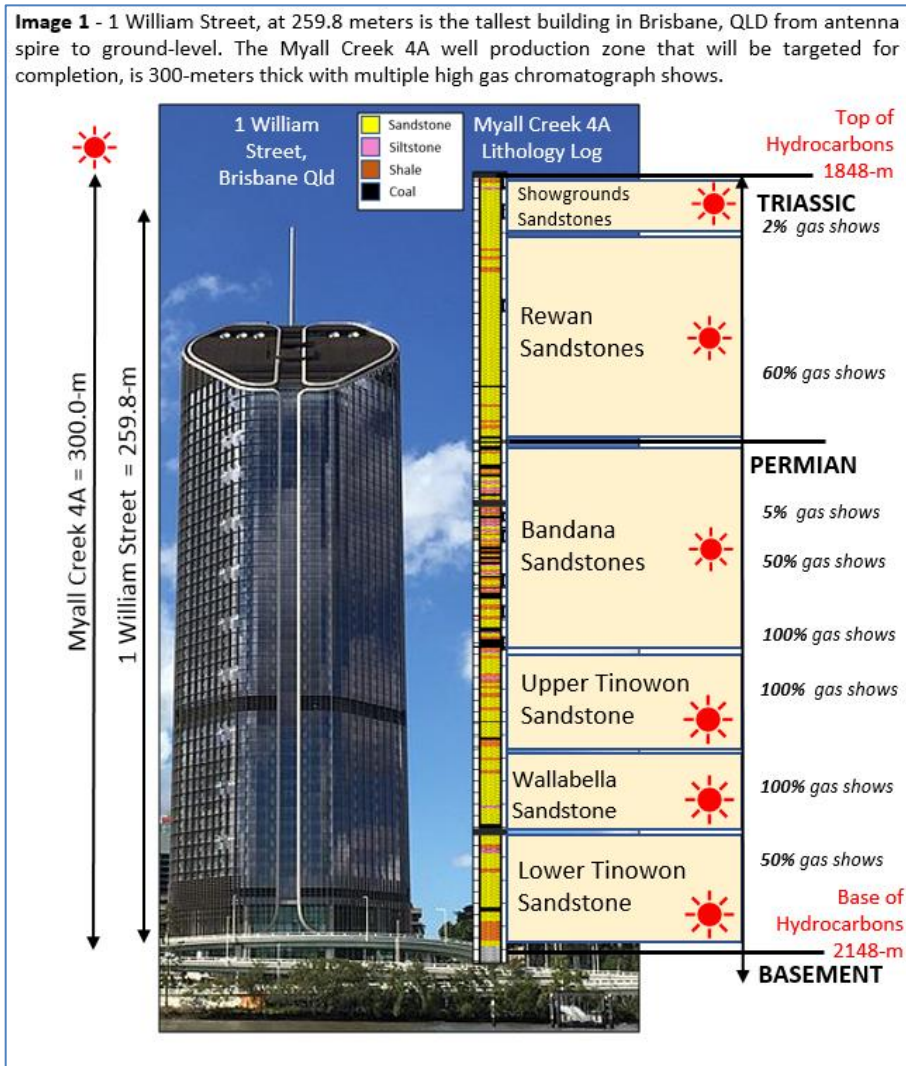 Image 1 - 1 William Street, at 259.8 meters is the tallest building in Brisbane, QLD from antenna
spire to ground-level. The Myall Creek 4A well production zone that will be targeted for
completion, is 300-meters thick with multiple high gas chromatograph shows.
1 William
Street,
Brisbane Qld
Sandstone
Siltstone
Shale
Coal
Myall Creek 4A
Lithology Log
Top of
Hydrocarbons
1848-m
Myall Creek 4A = 300.0-m
1 William Street = 259.8-m
Showgrounds
Sandstones
TRIASSIC
2% gas shows
Rewan
Sandstones
60% gas shows
PERMIAN
Bandana
Sandstones
5% gas shows
50% gas shows
100% gas shows
Upper Tinowon
Sandstone
100% gas shows
Wallabella
Sandstone
100% gas shows
Lower Tinowon
Sandstone
50% gas shows
Base of
Hydrocarbons
2148-m
BASEMENT